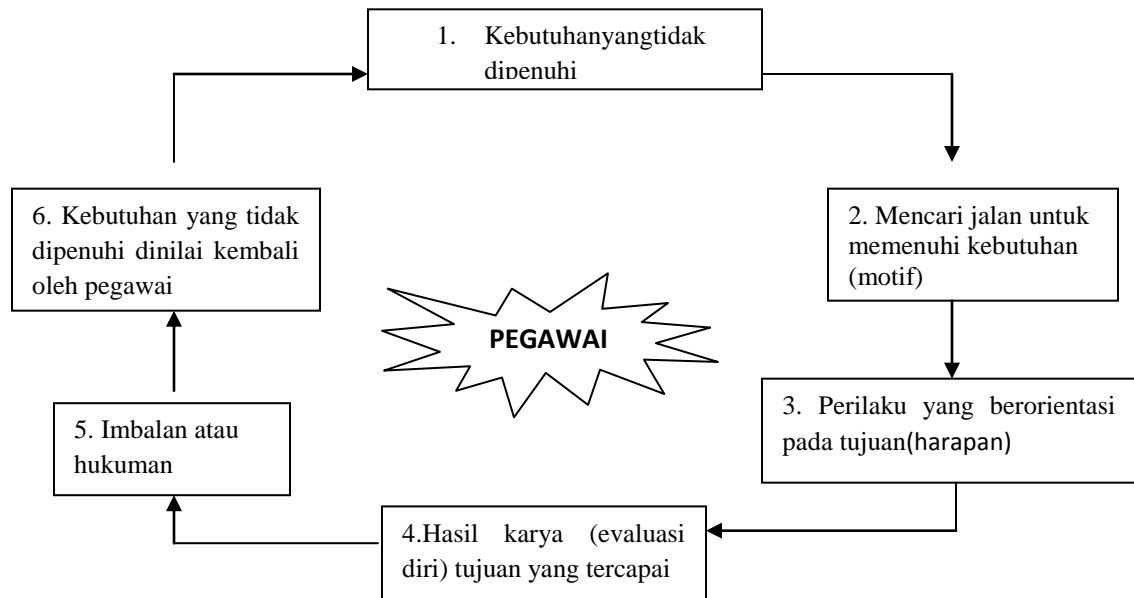 1. Kebutuhanyangtidak
dipenuhi
6. Kebutuhan yang tidak
dipenuhi dinilai kembali
oleh pegawai
2. Mencari jalan untuk
memenuhi kebutuhan
(motif)
PEGAWAI
3. Perilaku yang berorientasi
pada tujuan(harapan)
5. Imbalan atau
hukuman
4.Hasil karya (evaluasi
diri) tujuan yang tercapai